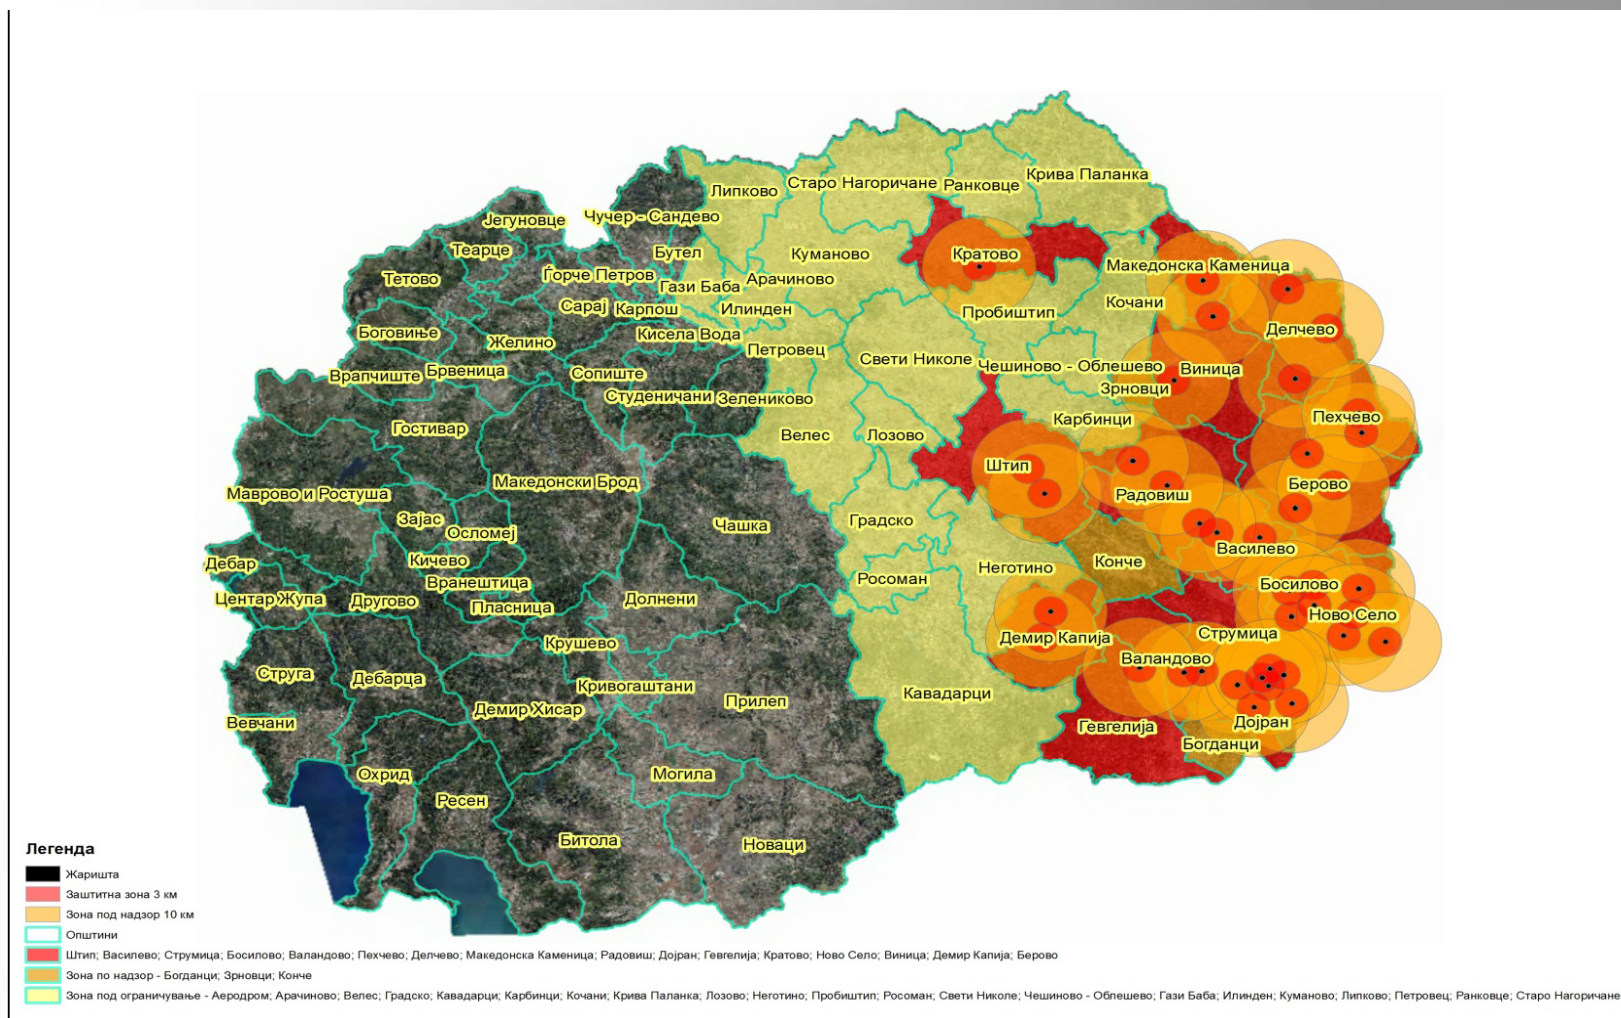 Липково
Старо Нагоричане
Ранковце
Крива Паланка
Јегуновце
Чучер - Сандево
Теарце
Бутел
Куманово
Кратово
Тетово
Ѓорче Петров
Гази Баба
Арачиново
Македонска Каменица
Сарај
Карпош
Илинден
Пробиштип
Кочани
Боговиње
Желино
Кисела Вода
Петровец
Делчево
Врапчиште
Брвеница
Сопиште
Свети Николе
Чешиново - Облешево
Виница
Студеничани
Зелениково
Зрновци
Гостивар
Велес
Лозово
Карбинци
Пехчево
Маврово и Ростуша
Македонски Брод
Штип
Радовиш
Берово
Зајас
Осломеј
Чашка
Градско
Василево
Дебар
Кичево
Вранештица
Росоман
Неготино
Конче
Босилово
Центар Жупа
Другово
Пласница
Долнени
Ново Село
Крушево
Демир Капија
Струмица
Струга
Дебарца
Кривогаштани
Прилеп
Кавадарци
Валандово
Вевчани
Демир Хисар
Гевгелија
Дојран
Богданци
Охрид
Ресен
Могила
Битола
Новаци
Легенда
Жаришта
Заштитна зона 3 км
Зона под надзор 10 км
Општини
Штип; Василево; Струмица; Босилово; Валандово; Пехчево; Делчево; Македонска Каменица; Радовиш; Дојран; Гевгелија; Кратово; Ново Село; Виница; Демир Капија; Берово
Зона по надзор - Богданци; Зрновци; Конче
Зона под ограничување - Аеродром; Арачиново; Велес; Градско; Кавадарци; Карбинци; Кочани; Крива Паланка; Лозово; Неготино; Пробиштип; Росоман; Свети Николе; Чешиново - Облешево; Гази Баба; Илинден; Куманово; Липково; Петровец; Ранковце; Старо Нагоричане